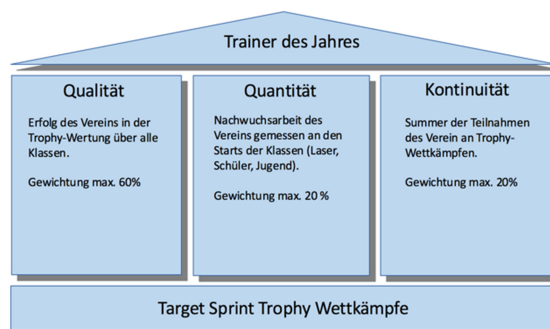 Trainer des Jahres
Qualität
Erfolg des Vereins in der
Trophy-Wertung über alle
Klassen.
Gewichtung max. 60%
Quantität
Nachwuchsarbeit des
Vereins gemessen an den
Starts der Klassen (Laser,
Schüler, Jugend).
Gewichtung max. 20 %
Kontinuität
Summer der Teilnahmen
des Verein an Trophy-
Wettkämpfen.
Gewichtung max. 20%
Target Sprint Trophy Wettkämpfe